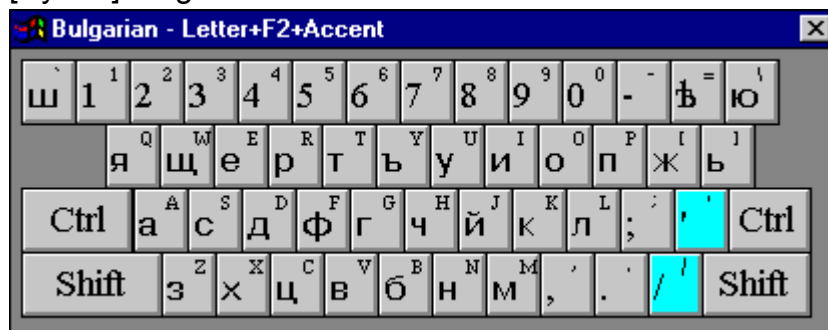 Bulgarian - Letter+F2+Accent
ш ` 1 1 2 2 3 3 4 4 5 5 6 6 7 7 8 8 9 9 0 0 - - ѣ = ю \
я Q щ W е E р R т T ъ Y у U и I о O п P ж [ ь ]
Ctrl а A с S д D ф F г G ч H й J к K л L ; ; ' ' Ctrl
Shift з Z х X ц C в V б B н N м M , , . . / / Shift